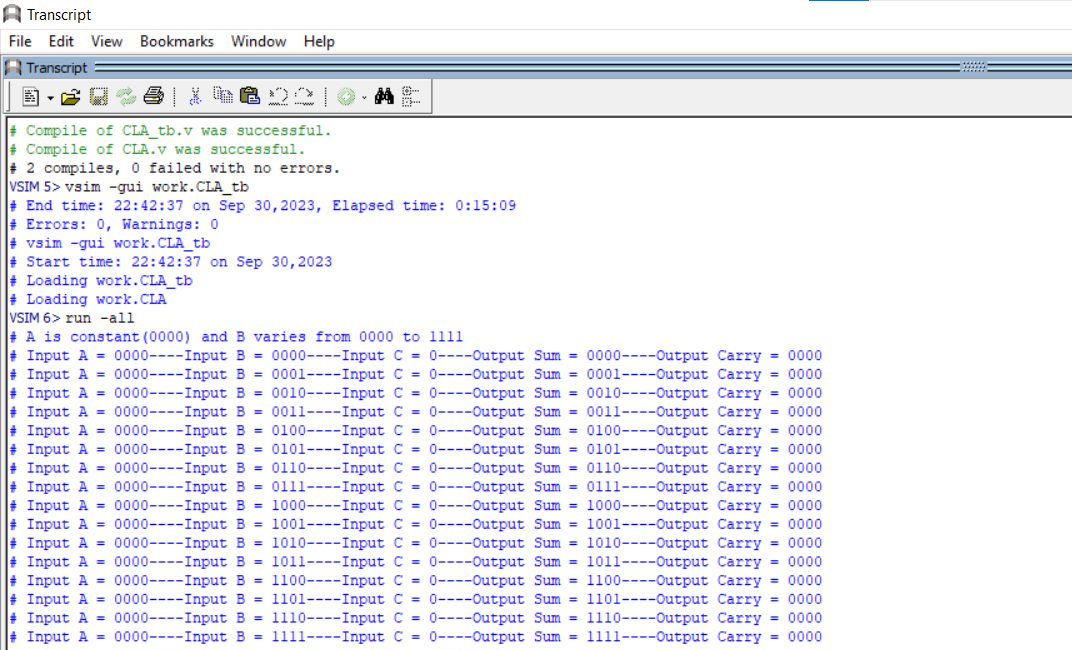 Transcript
File Edit View Bookmarks Window Help
Transcript
# Compile of CLA_tb.v was successful.
# Compile of CLA.v was successful.
# 2 compiles, 0 failed with no errors.
VSIM 5> vsim -gui work.CLA_tb
# End time: 22:42:37 on Sep 30,2023, Elapsed time: 0:15:09
# Errors: 0, Warnings: 0
# vsim -gui work.CLA_tb
# Start time: 22:42:37 on Sep 30,2023
# Loading work.CLA_tb
# Loading work.CLA
VSIM 6> run -all
# A is constant(0000) and B varies from 0000 to 1111
# Input A = 0000----Input B = 0000----Input C = 0----Output Sum = 0000----Output Carry = 0000
# Input A = 0000----Input B = 0001----Input C = 0----Output Sum = 0001----Output Carry = 0000
# Input A = 0000----Input B = 0010----Input C = 0----Output Sum = 0010----Output Carry = 0000
# Input A = 0000----Input B = 0011----Input C = 0----Output Sum = 0011----Output Carry = 0000
# Input A = 0000----Input B = 0100----Input C = 0----Output Sum = 0100----Output Carry = 0000
# Input A = 0000----Input B = 0101----Input C = 0----Output Sum = 0101----Output Carry = 0000
# Input A = 0000----Input B = 0110----Input C = 0----Output Sum = 0110----Output Carry = 0000
# Input A = 0000----Input B = 0111----Input C = 0----Output Sum = 0111----Output Carry = 0000
# Input A = 0000----Input B = 1000----Input C = 0----Output Sum = 1000----Output Carry = 0000
# Input A = 0000----Input B = 1001----Input C = 0----Output Sum = 1001----Output Carry = 0000
# Input A = 0000----Input B = 1010----Input C = 0----Output Sum = 1010----Output Carry = 0000
# Input A = 0000----Input B = 1011----Input C = 0----Output Sum = 1011----Output Carry = 0000
# Input A = 0000----Input B = 1100----Input C = 0----Output Sum = 1100----Output Carry = 0000
# Input A = 0000----Input B = 1101----Input C = 0----Output Sum = 1101----Output Carry = 0000
# Input A = 0000----Input B = 1110----Input C = 0----Output Sum = 1110----Output Carry = 0000
# Input A = 0000----Input B = 1111----Input C = 0----Output Sum = 1111----Output Carry = 0000